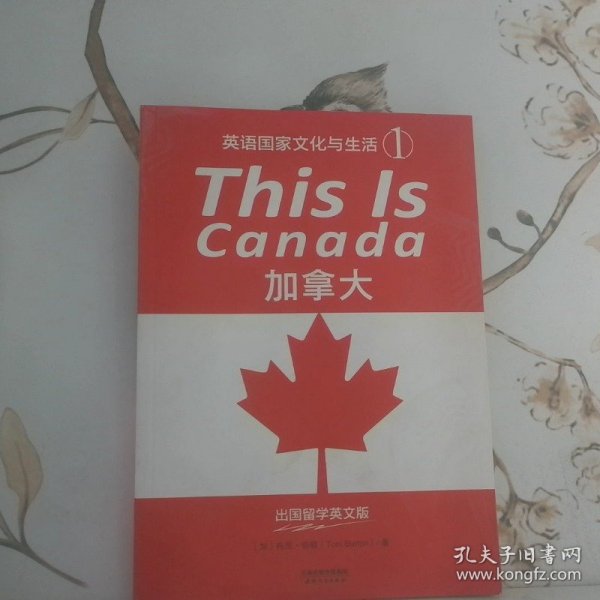 英语国家文化与生活①
This Is
Canada
加拿大
出国留学英文版
孔夫子旧书网
www.kongfz.com